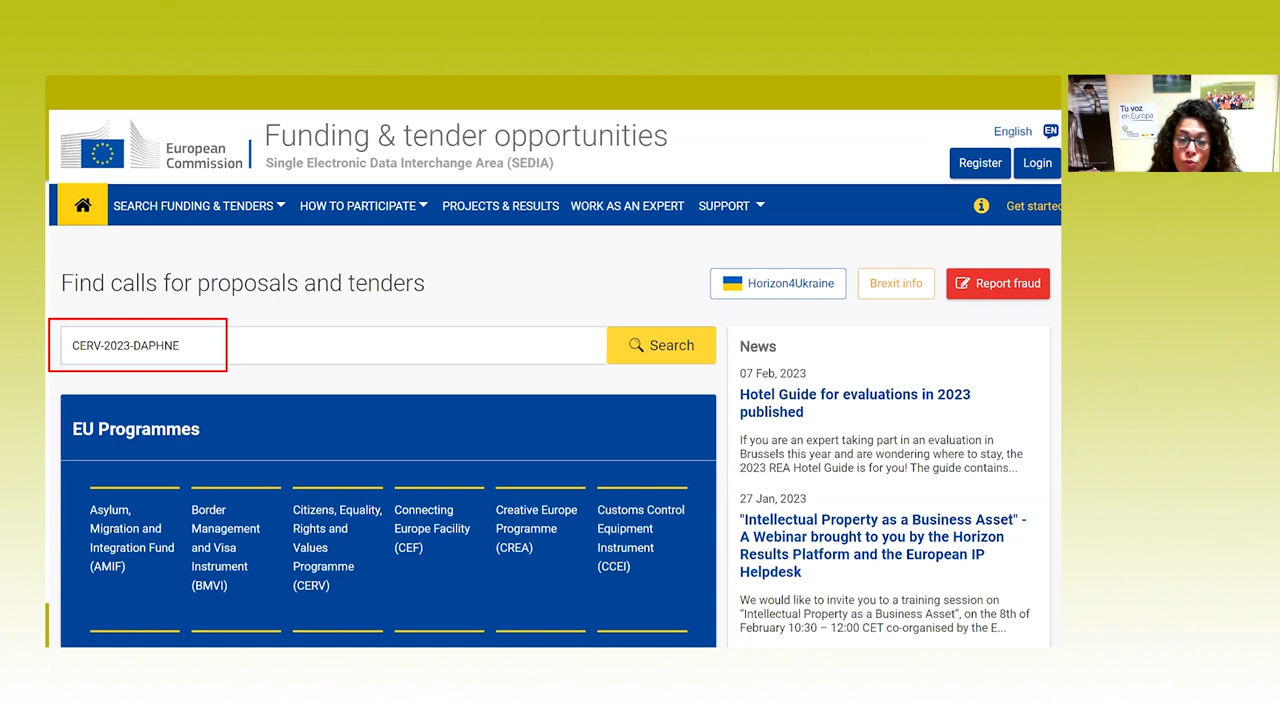 European
Commission
Funding & tender opportunities
Single Electronic Data Interchange Area (SEDIA)
English EN
Register Login
SEARCH FUNDING & TENDERS HOW TO PARTICIPATE PROJECTS & RESULTS WORK AS AN EXPERT SUPPORT
Get started
Find calls for proposals and tenders
Horizon4Ukraine
Brexit info
Report fraud
CERV-2023-DAPHNE
Search
EU Programmes
Asylum,
Migration and
Integration Fund
(AMIF)
Border
Management
and Visa
Instrument
(BMVI)
Citizens, Equality,
Rights and
Values
Programme
(CERV)
Connecting
Europe Facility
(CEF)
Creative Europe
Programme
(CREA)
Customs Control
Equipment
Instrument
(CCEI)
News
07 Feb, 2023
Hotel Guide for evaluations in 2023
published
If you are an expert taking part in an evaluation in
Brussels this year and are wondering where to stay, the
2023 REA Hotel Guide is for you! The guide contains...
27 Jan, 2023
"Intellectual Property as a Business Asset" -
A Webinar brought to you by the Horizon
Results Platform and the European IP
Helpdesk
We would like to invite you to a training session on
"Intellectual Property as a Business Asset", on the 8th of
February 10:30 – 12:00 CET co-organised by the E...
Tu voz
en Europa